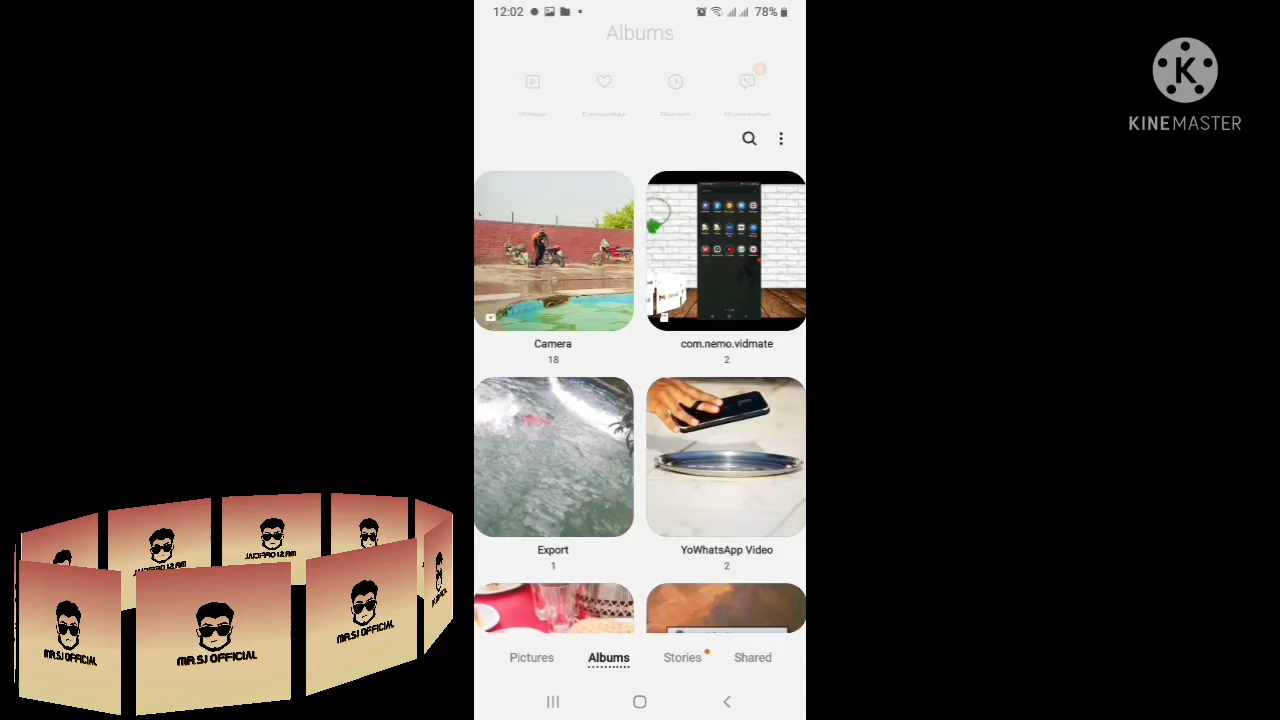 12:02
78%
Albums
KINEMASTER
Camera
18
com.nemo.vidmate
2
Export
1
YoWhatsApp Video
2
MR.SJ OFFICIAL
MR.SJ OFFICIAL
MR.SJ OFFICIAL
Pictures
Albums
Stories
Shared